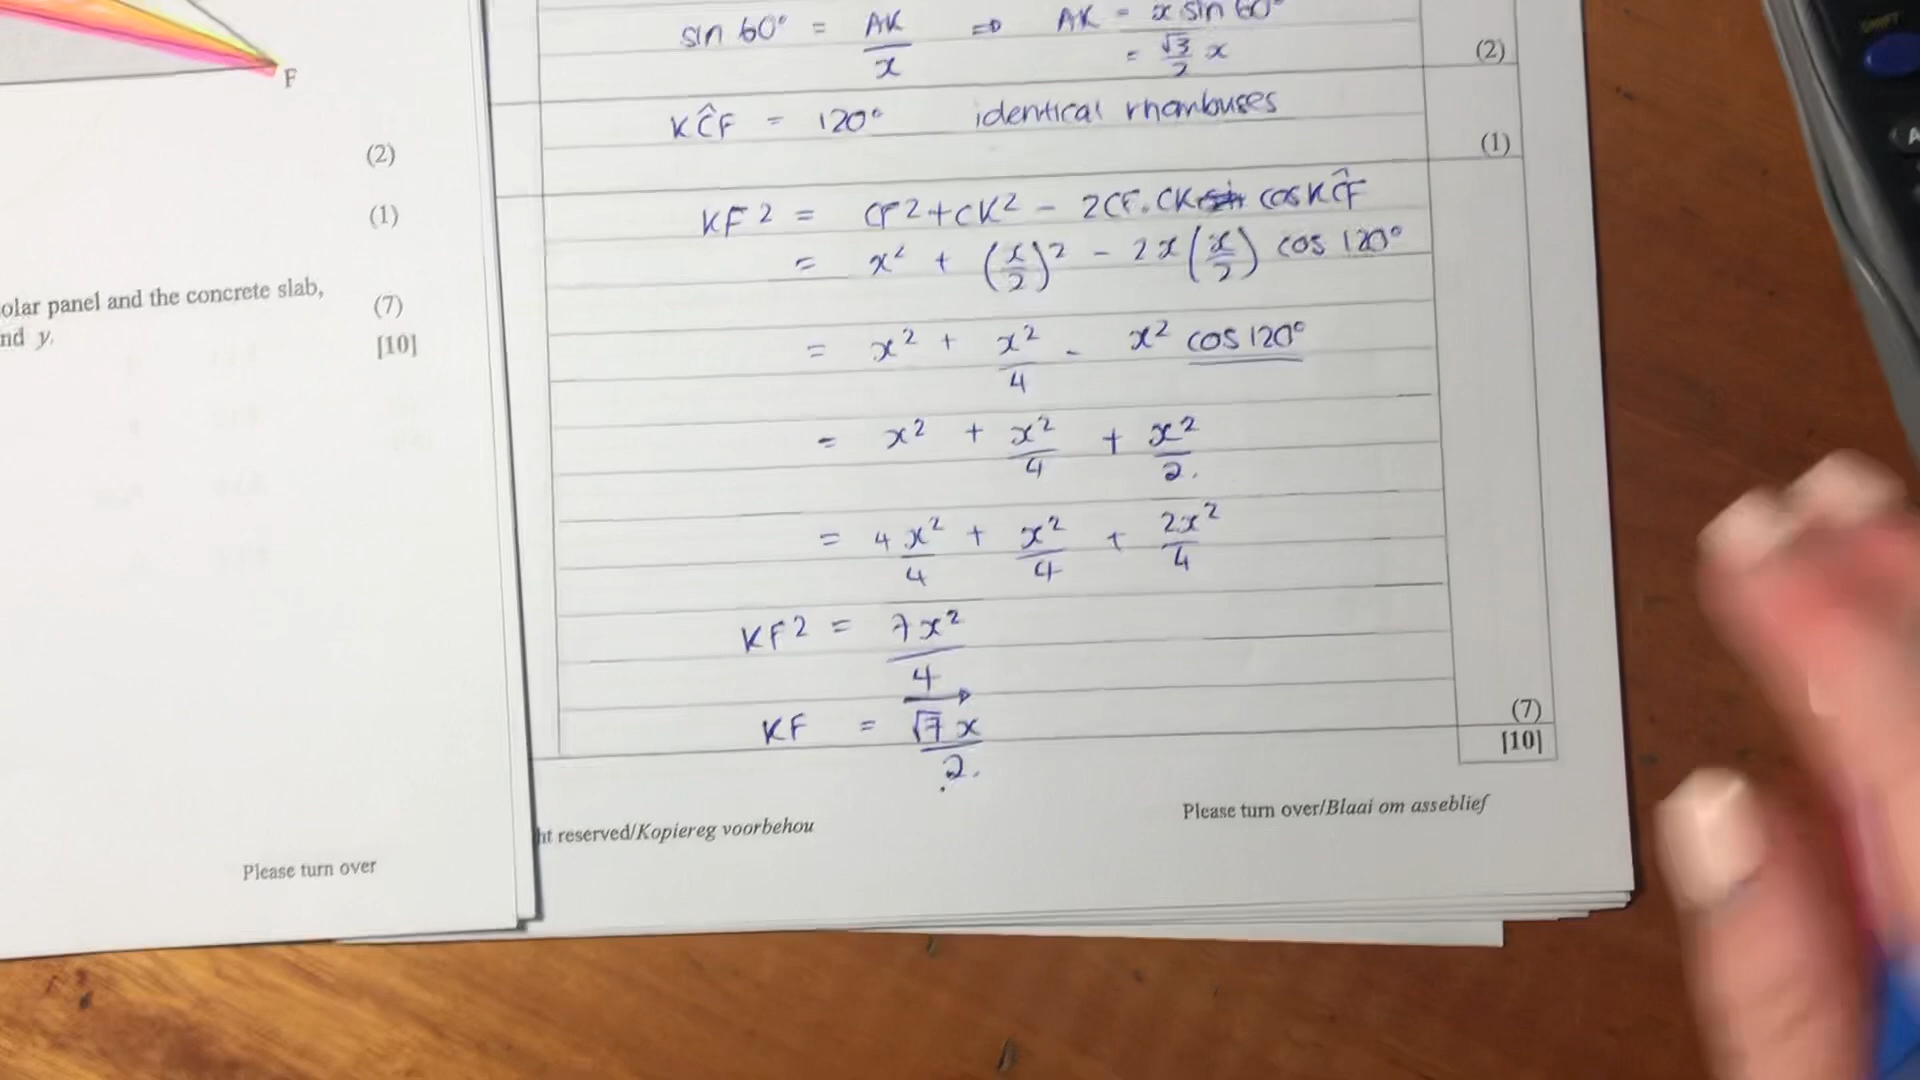 F
(2)
(1)
olar panel and the concrete slab,
(7)
nd y.
[10]
Please turn over
sin 60° = AK/x ⇒ AK = x sin 60°
= √3/2 x
(2)
KĈF = 120° identical rhombuses
(1)
KF² = CF² + CK² - 2CF.CK cos KĈF
= x² + (x/2)² - 2x(x/2) cos 120°
= x² + x²/4 - x² cos 120°
= x² + x²/4 + x²/2.
= 4x²/4 + x²/4 + 2x²/4
KF² = 7x²/4
KF = √7x/2.
(7)
[10]
ht reserved/Kopiereg voorbehou
Please turn over/Blaai om asseblief
SHIFT
A